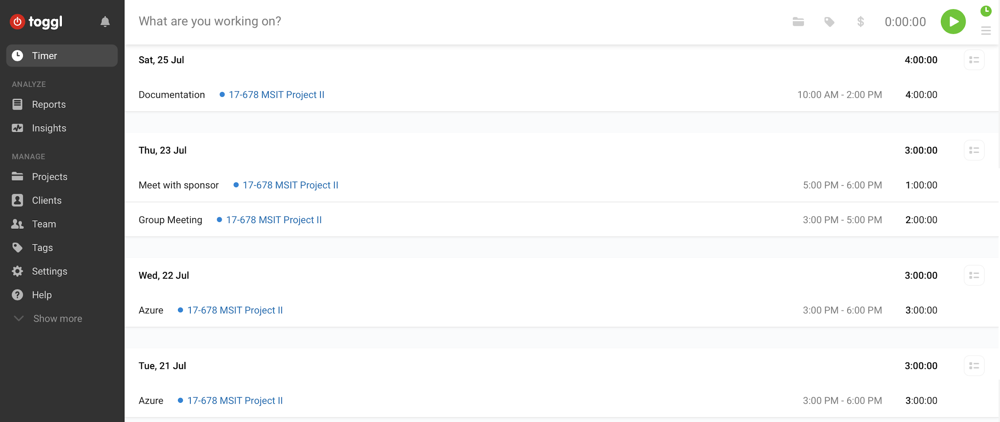 toggl
Timer
ANALYZE
Reports
Insights
MANAGE
Projects
Clients
Team
Tags
Settings
Help
Show more
What are you working on? $ 0:00:00
Sat, 25 Jul 4:00:00
Documentation 17-678 MSIT Project II 10:00 AM - 2:00 PM 4:00:00
Thu, 23 Jul 3:00:00
Meet with sponsor 17-678 MSIT Project II 5:00 PM - 6:00 PM 1:00:00
Group Meeting 17-678 MSIT Project II 3:00 PM - 5:00 PM 2:00:00
Wed, 22 Jul 3:00:00
Azure 17-678 MSIT Project II 3:00 PM - 6:00 PM 3:00:00
Tue, 21 Jul 3:00:00
Azure 17-678 MSIT Project II 3:00 PM - 6:00 PM 3:00:00